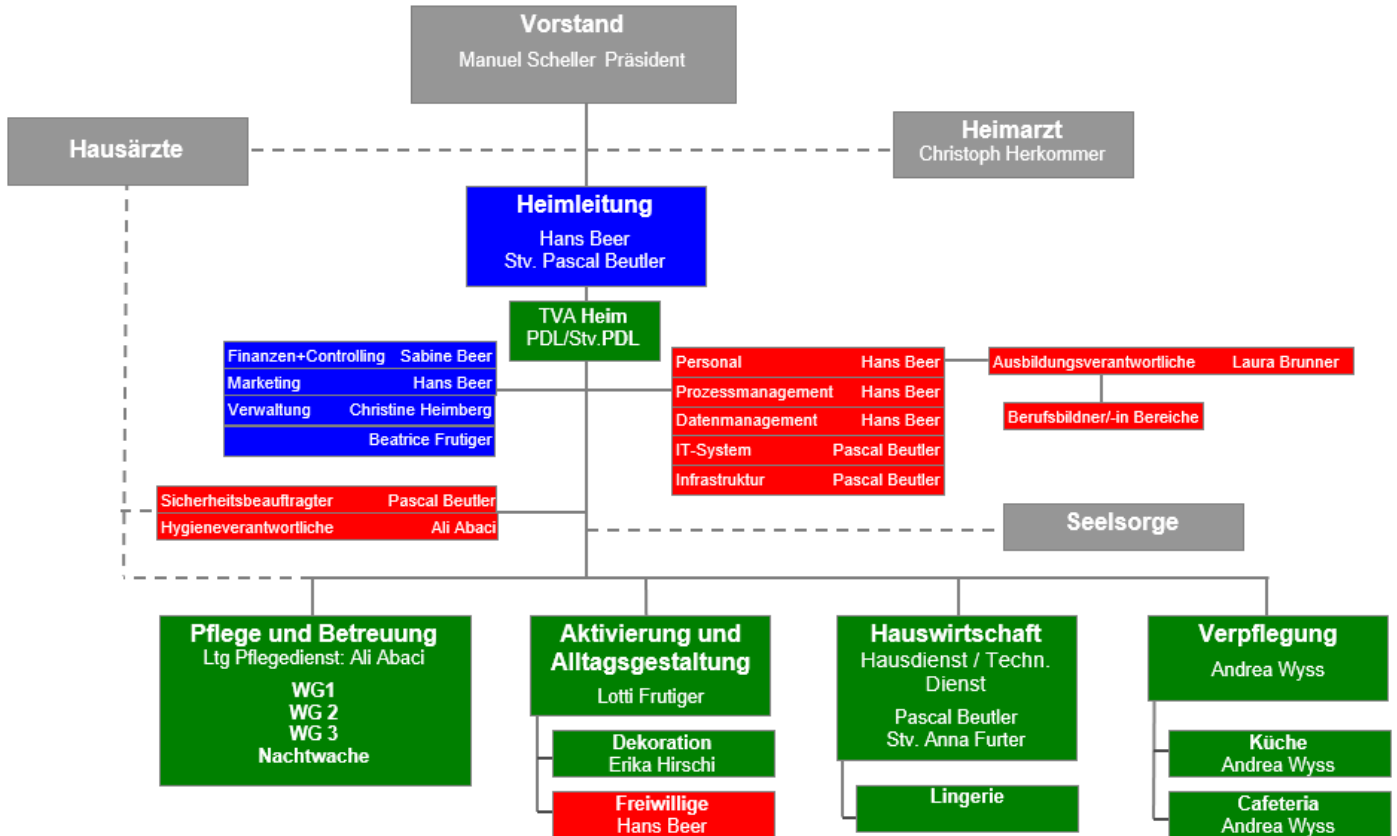 Vorstand
Manuel Scheller Präsident
Hausärzte
Heimarzt
Christoph Herkommer
Heimleitung
Hans Beer
Stv. Pascal Beutler
TVA Heim
PDL/Stv.PDL
Finanzen+Controlling Sabine Beer
Marketing Hans Beer
Verwaltung Christine Heimberg
Beatrice Frutiger
Personal Hans Beer
Prozessmanagement Hans Beer
Datenmanagement Hans Beer
IT-System Pascal Beutler
Infrastruktur Pascal Beutler
Ausbildungsverantwortliche Laura Brunner
Berufsbildner/-in Bereiche
Sicherheitsbeauftragter Pascal Beutler
Hygieneverantwortliche Ali Abaci
Seelsorge
Pflege und Betreuung
Ltg Pflegedienst: Ali Abaci
WG1
WG 2
WG 3
Nachtwache
Aktivierung und
Alltagsgestaltung
Lotti Frutiger
Dekoration
Erika Hirschi
Freiwillige
Hans Beer
Hauswirtschaft
Hausdienst / Techn.
Dienst
Pascal Beutler
Stv. Anna Furter
Lingerie
Verpflegung
Andrea Wyss
Küche
Andrea Wyss
Cafeteria
Andrea Wyss